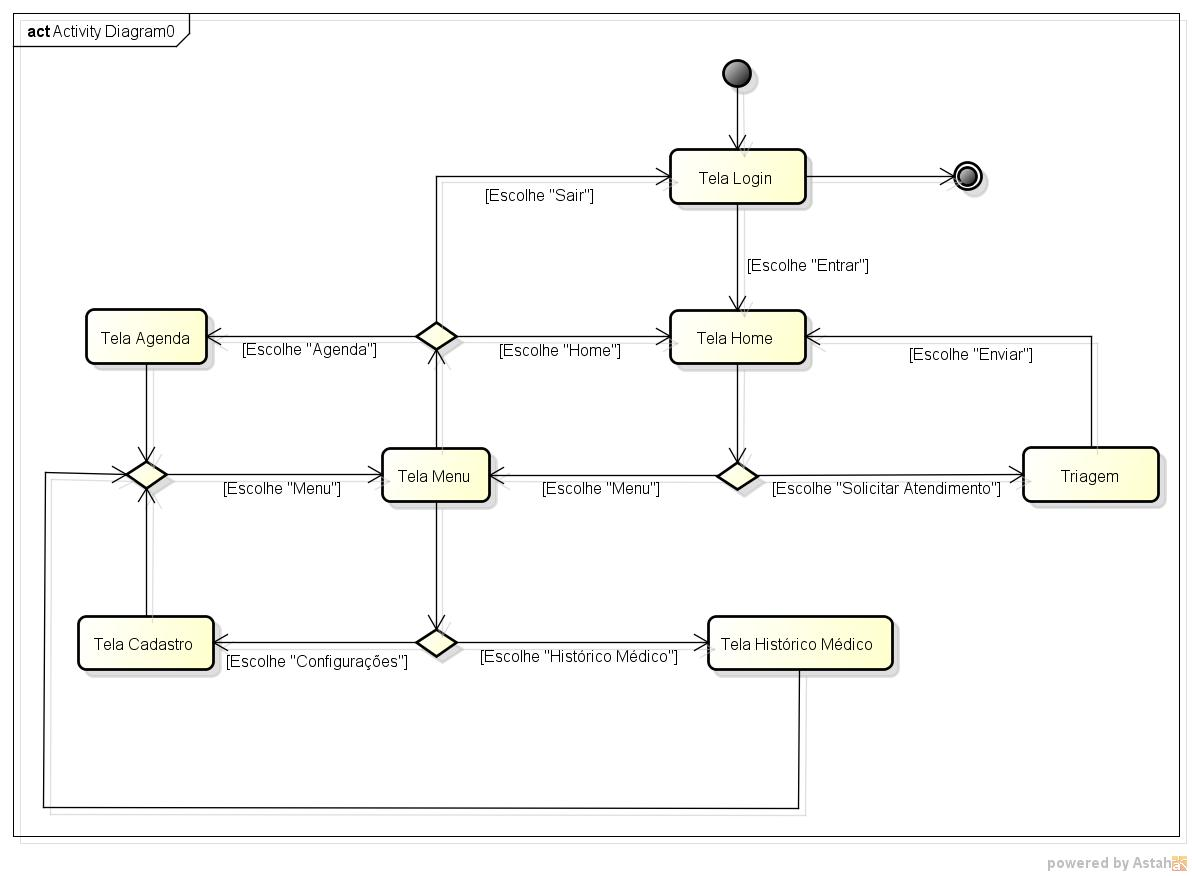 act Activity Diagram0
Tela Login
[Escolhe "Sair"]
[Escolhe "Entrar"]
Tela Agenda
[Escolhe "Agenda"]
[Escolhe "Home"]
Tela Home
[Escolhe "Enviar"]
[Escolhe "Menu"]
Tela Menu
[Escolhe "Menu"]
[Escolhe "Solicitar Atendimento"]
Triagem
Tela Cadastro
[Escolhe "Configurações"]
[Escolhe "Histórico Médico"]
Tela Histórico Médico
powered by Astah